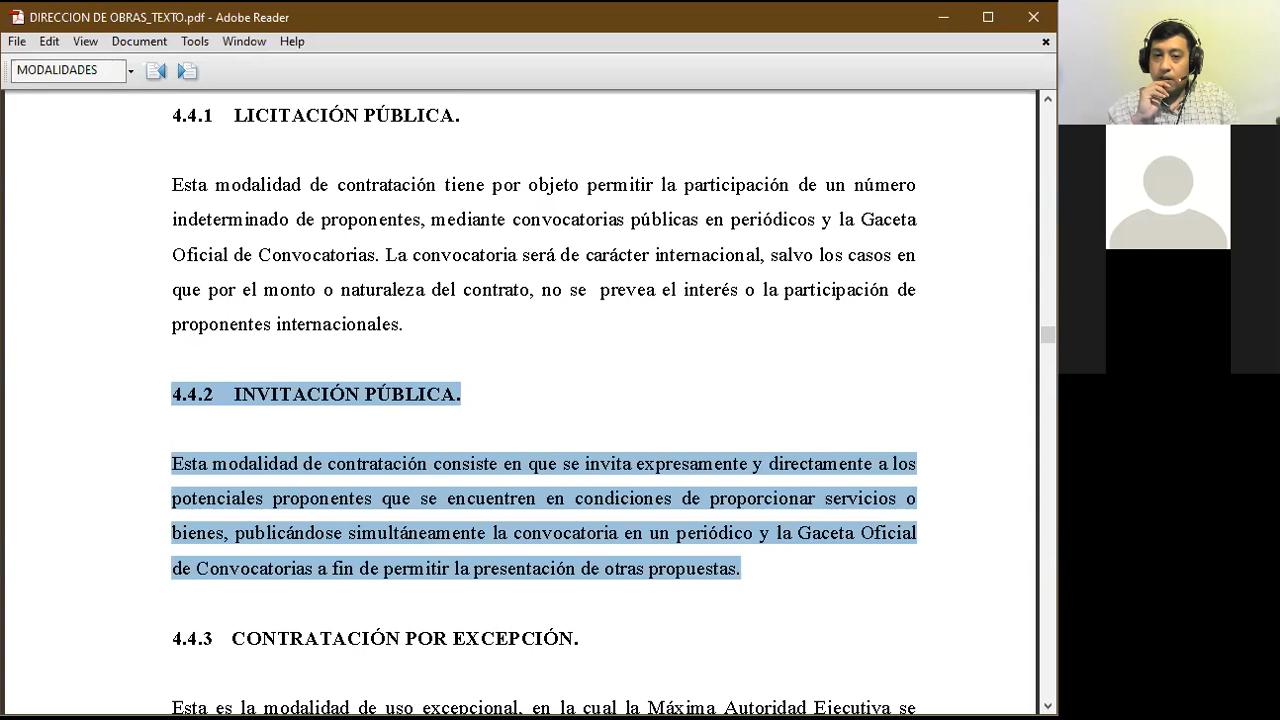 DIRECCION DE OBRAS_TEXTO.pdf - Adobe Reader
File Edit View Document Tools Window Help
MODALIDADES
4.4.1 LICITACIÓN PÚBLICA.
Esta modalidad de contratación tiene por objeto permitir la participación de un número
indeterminado de proponentes, mediante convocatorias públicas en periódicos y la Gaceta
Oficial de Convocatorias. La convocatoria será de carácter internacional, salvo los casos en
que por el monto o naturaleza del contrato, no se prevea el interés o la participación de
proponentes internacionales.
4.4.2 INVITACIÓN PÚBLICA.
Esta modalidad de contratación consiste en que se invita expresamente y directamente a los
potenciales proponentes que se encuentren en condiciones de proporcionar servicios o
bienes, publicándose simultáneamente la convocatoria en un periódico y la Gaceta Oficial
de Convocatorias a fin de permitir la presentación de otras propuestas.
4.4.3 CONTRATACIÓN POR EXCEPCIÓN.
Esta es la modalidad de uso excepcional, en la cual la Máxima Autoridad Ejecutiva se